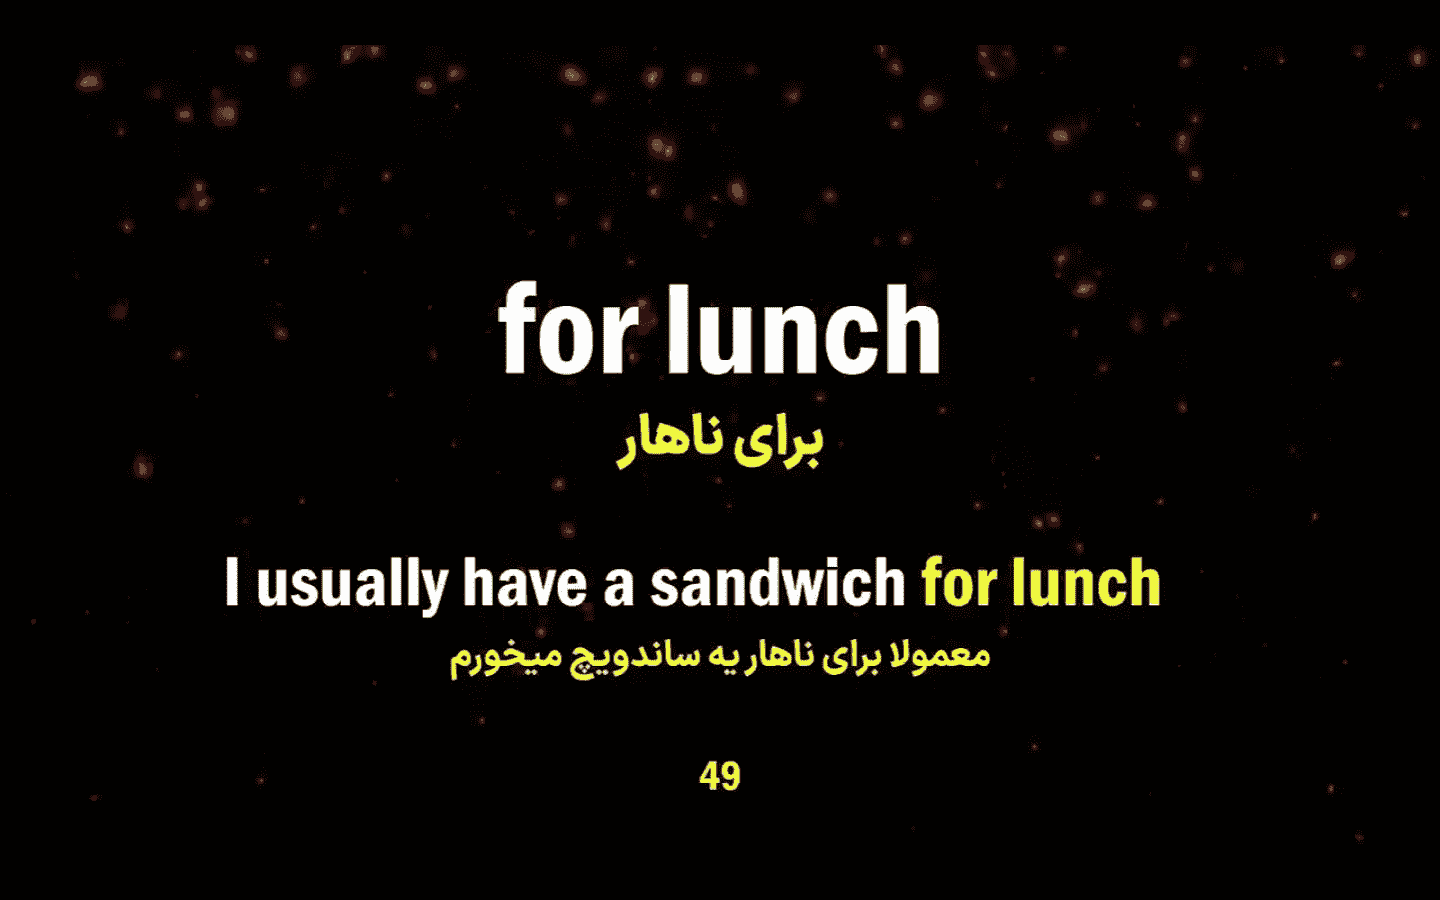 for lunch
برای ناهار
I usually have a sandwich for lunch
معمولا برای ناهار یه ساندویچ میخورم
49